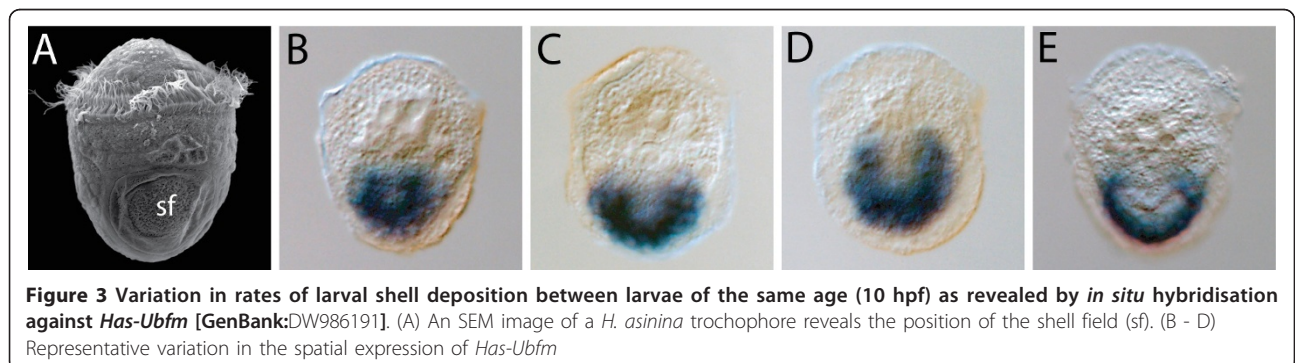 A
B
C
D
E
sf
Figure 3 Variation in rates of larval shell deposition between larvae of the same age (10 hpf) as revealed by in situ hybridisation
against Has-Ubfm [GenBank:DW986191]. (A) An SEM image of a H. asinina trochophore reveals the position of the shell field (sf). (B - D)
Representative variation in the spatial expression of Has-Ubfm